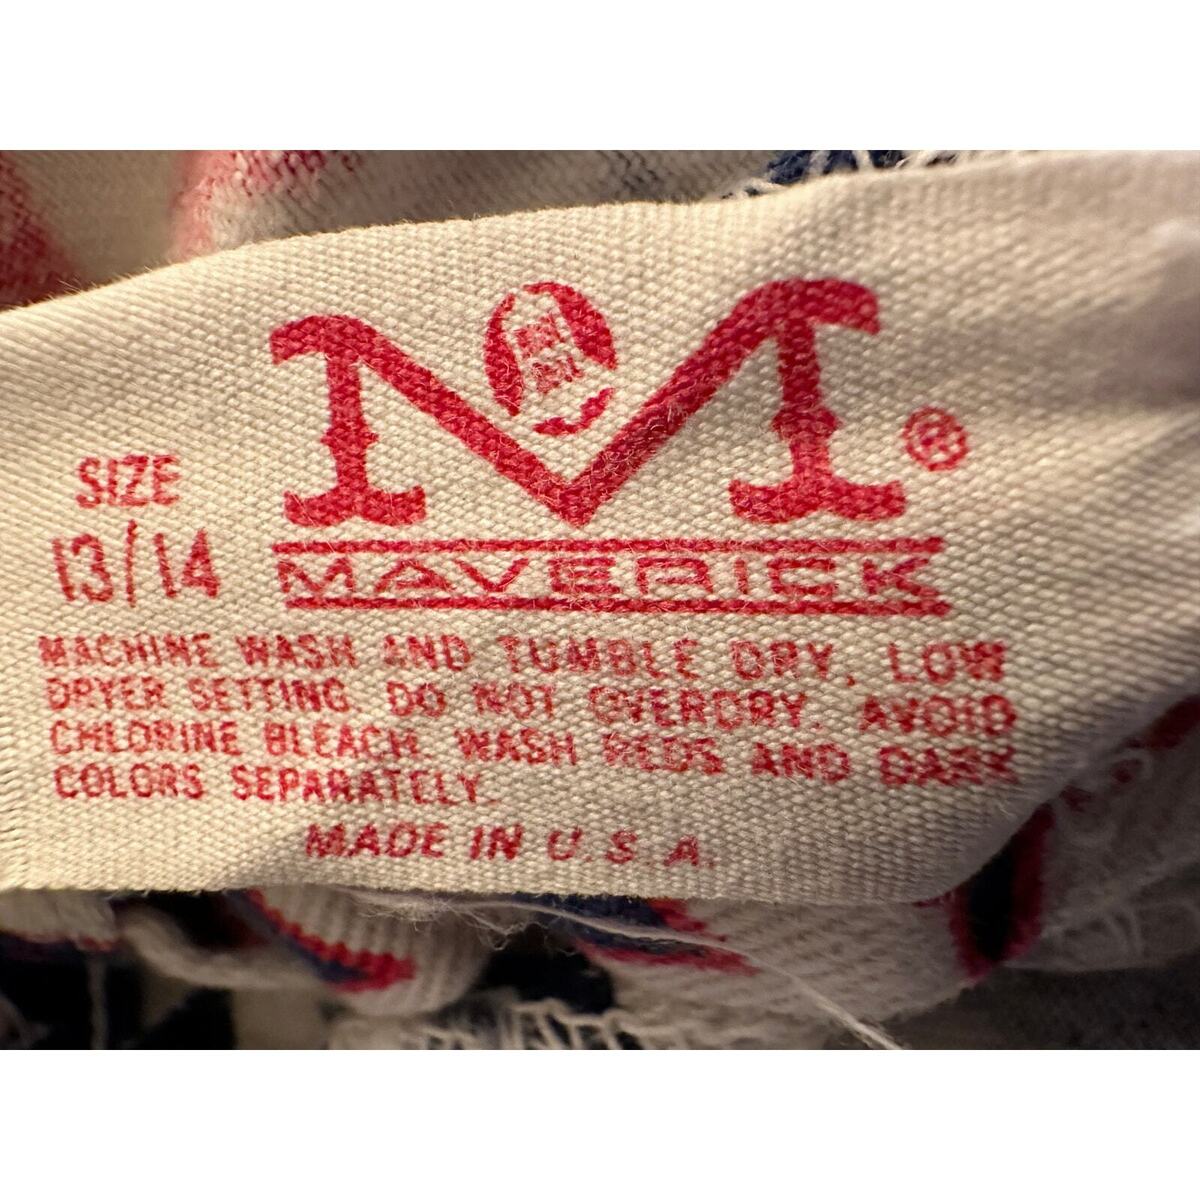 M ®
SIZE
13/14
MAVERICK
MACHINE WASH AND TUMBLE DRY, LOW
DRYER SETTING. DO NOT OVERDRY. AVOID
CHLORINE BLEACH. WASH REDS AND DARK
COLORS SEPARATELY.
MADE IN U.S.A.